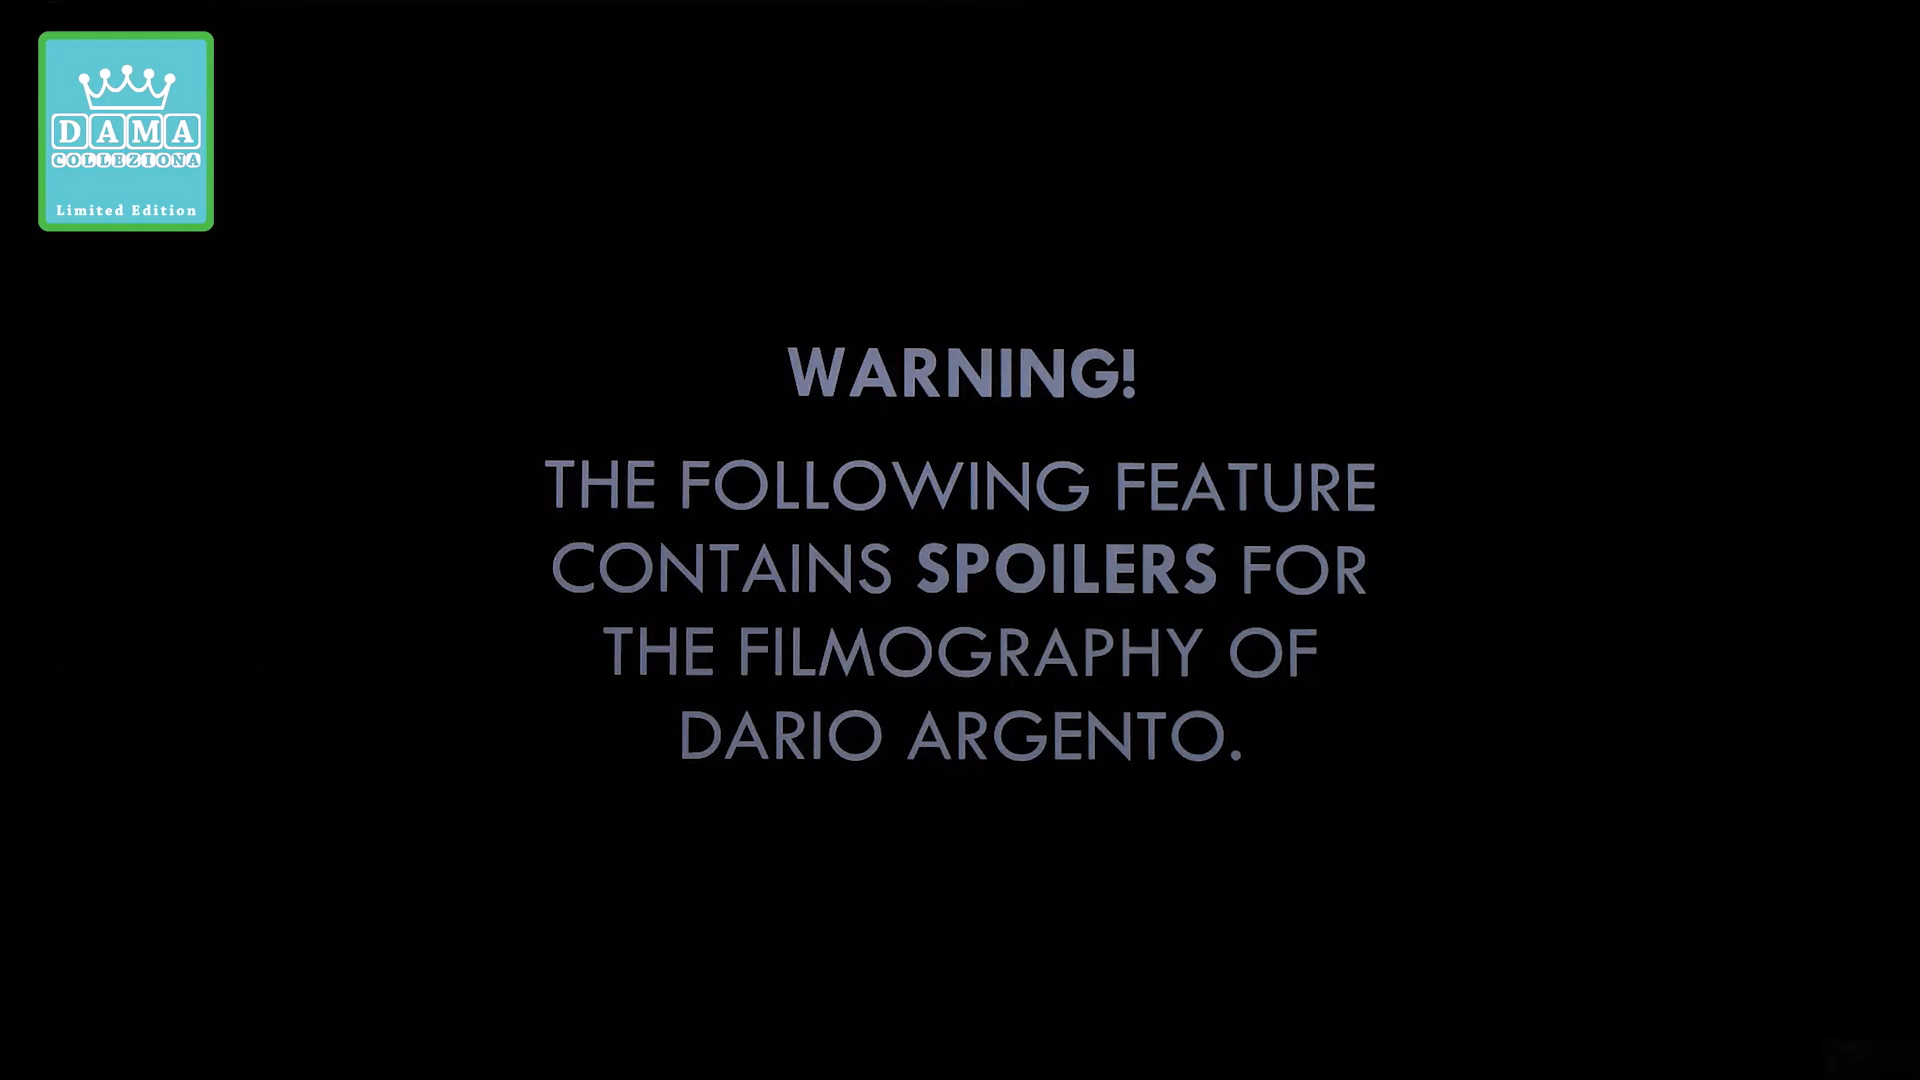 DAMA
COLLEZIONA
Limited Edition
WARNING!
THE FOLLOWING FEATURE
CONTAINS SPOILERS FOR
THE FILMOGRAPHY OF
DARIO ARGENTO.